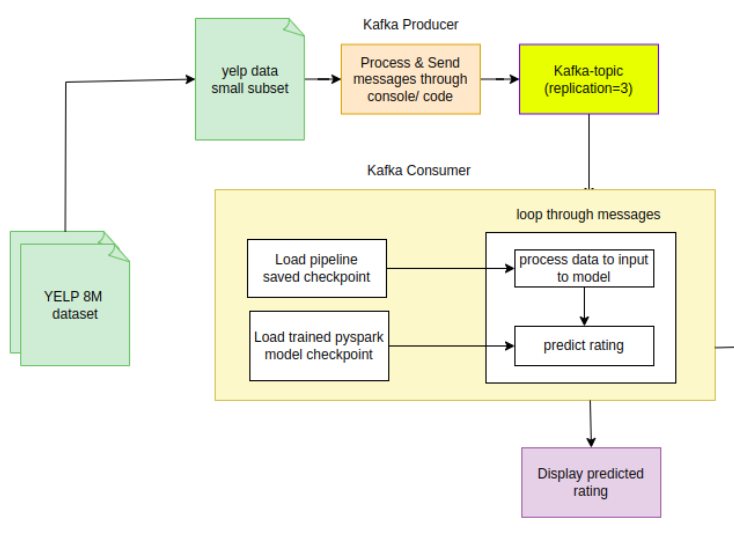 Kafka Producer
yelp data
small subset
Process & Send
messages through
console/ code
Kafka-topic
(replication=3)
Kafka Consumer
loop through messages
Load pipeline
saved checkpoint
process data to input
to model
YELP 8M
dataset
Load trained pyspark
model checkpoint
predict rating
Display predicted
rating